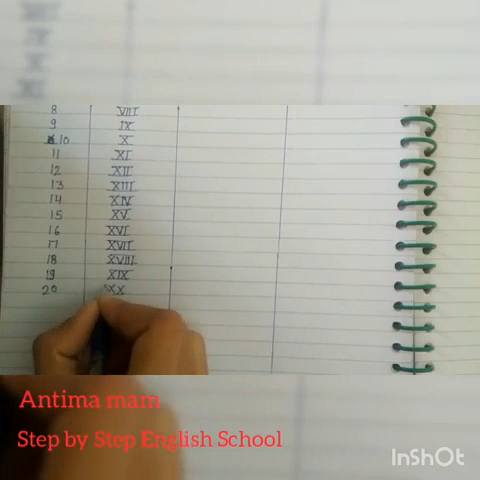 8 VIII
9 IX
10 X
11 XI
12 XII
13 XIII
14 XIV
15 XV
16 XVI
17 XVII
18 XVIII
19 XIX
20 XX
Antima mam
Step by Step English School
InShOt